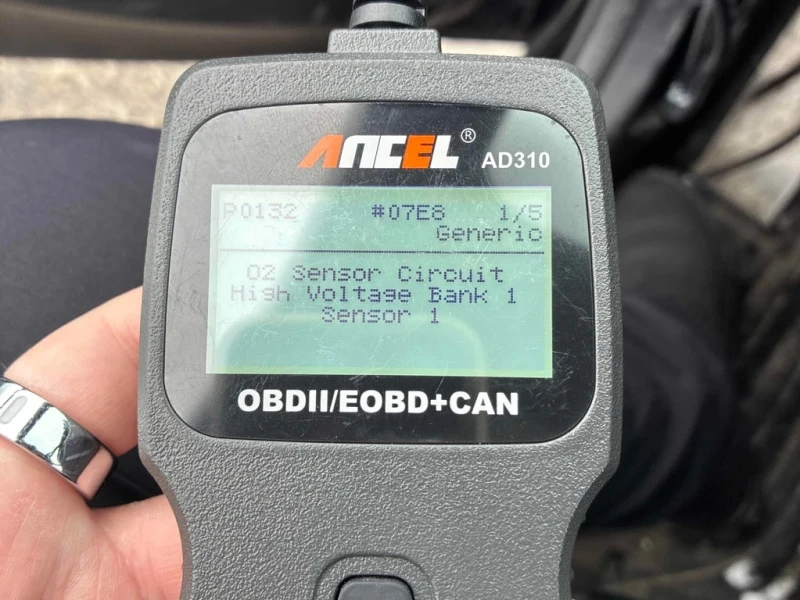 ANCEL® AD310
P0132 #07E8 1/5
Generic
O2 Sensor Circuit
High Voltage Bank 1
Sensor 1
OBDII/EOBD+CAN